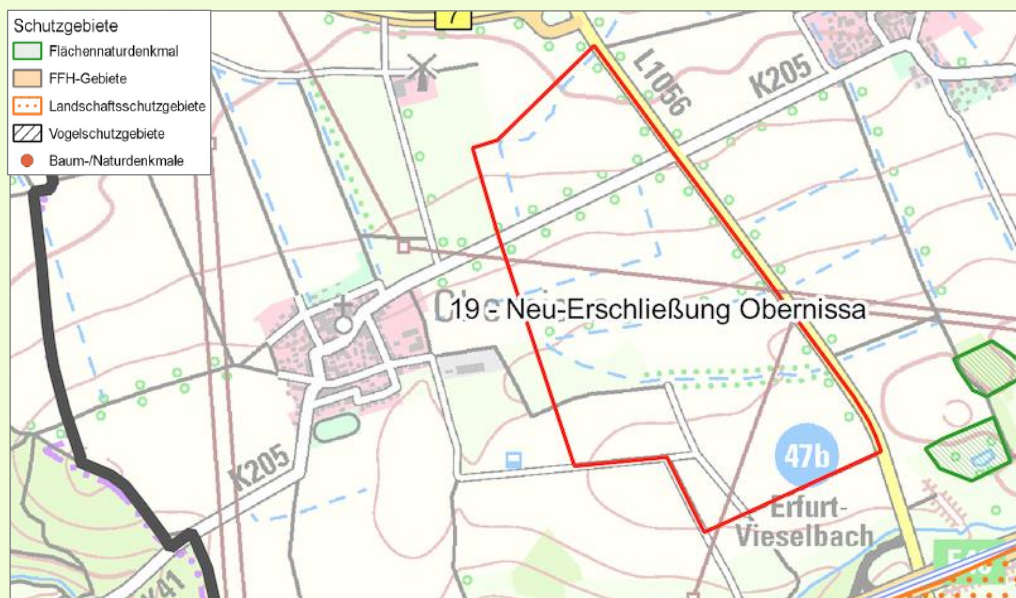 Schutzgebiete
Flächennaturdenkmal
FFH-Gebiete
Landschaftsschutzgebiete
Vogelschutzgebiete
Baum-/Naturdenkmale
7
L1056
K205
19 - Neu-Erschließung Obernissa
K205
47b
Erfurt-
Vieselbach
K41